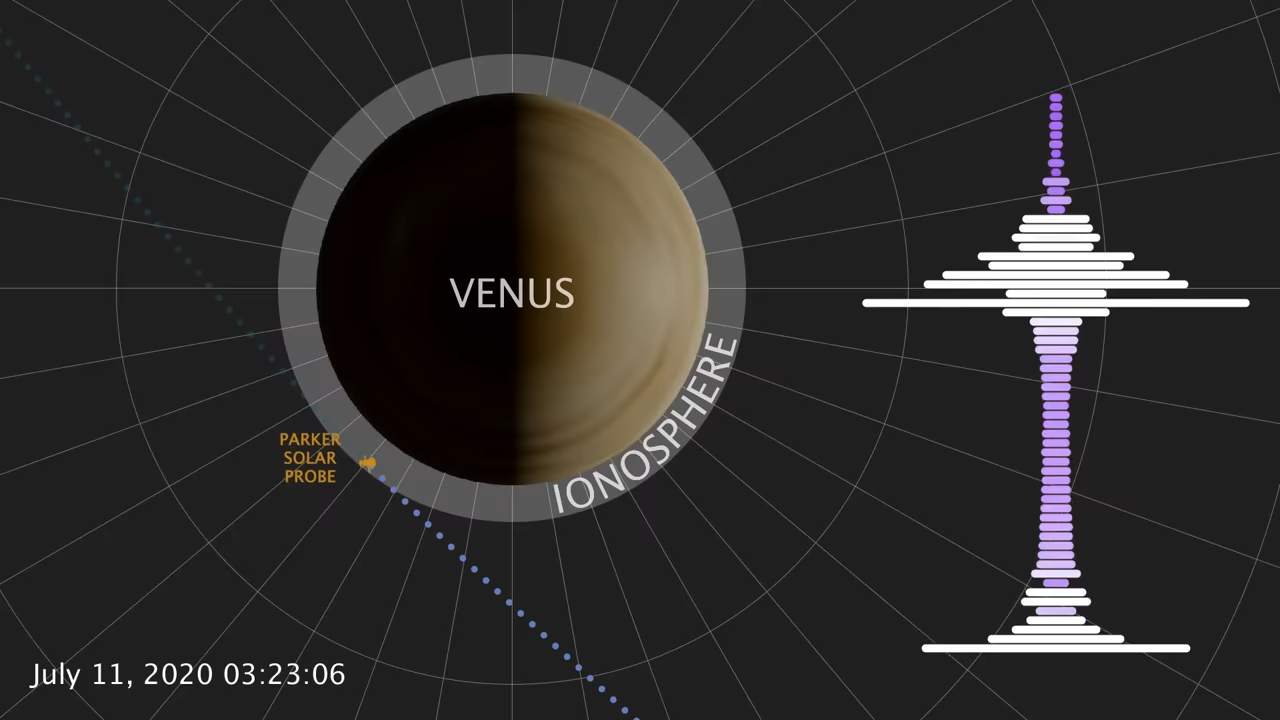 VENUS
IONOSPHERE
PARKER
SOLAR
PROBE
July 11, 2020 03:23:06